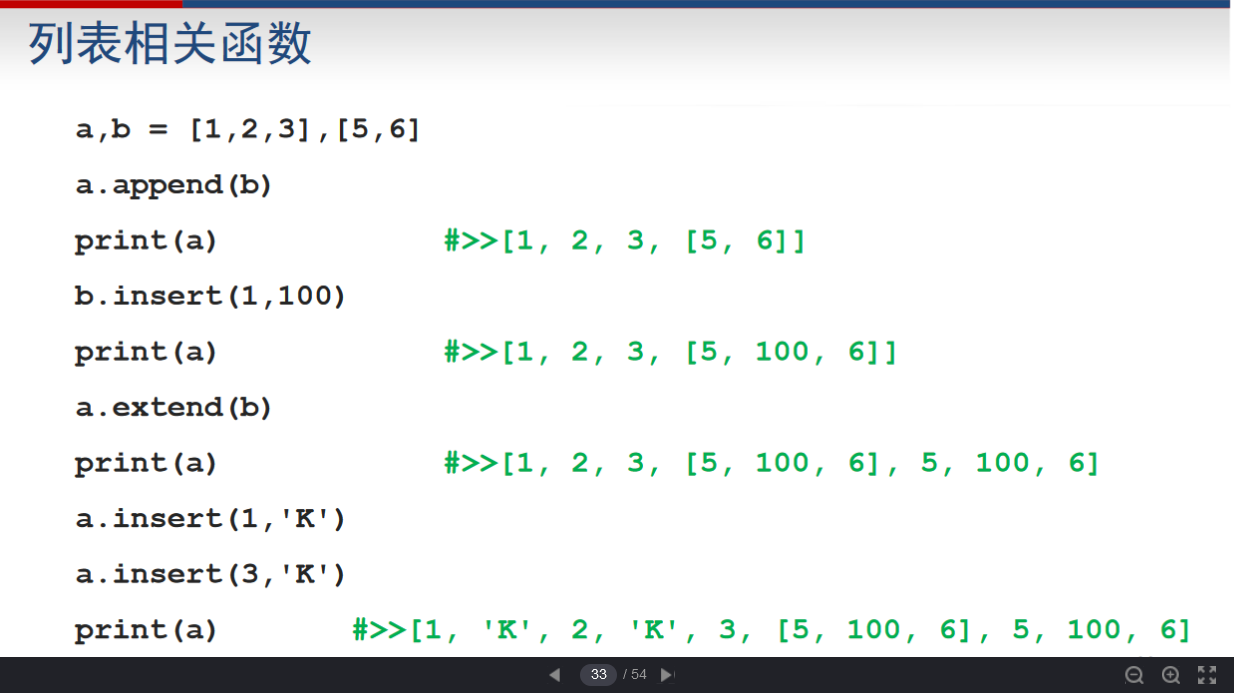 列表相关函数
a,b = [1,2,3],[5,6]
a.append(b)
print(a) #>>[1, 2, 3, [5, 6]]
b.insert(1,100)
print(a) #>>[1, 2, 3, [5, 100, 6]]
a.extend(b)
print(a) #>>[1, 2, 3, [5, 100, 6], 5, 100, 6]
a.insert(1,'K')
a.insert(3,'K')
print(a) #>>[1, 'K', 2, 'K', 3, [5, 100, 6], 5, 100, 6]
33 / 54